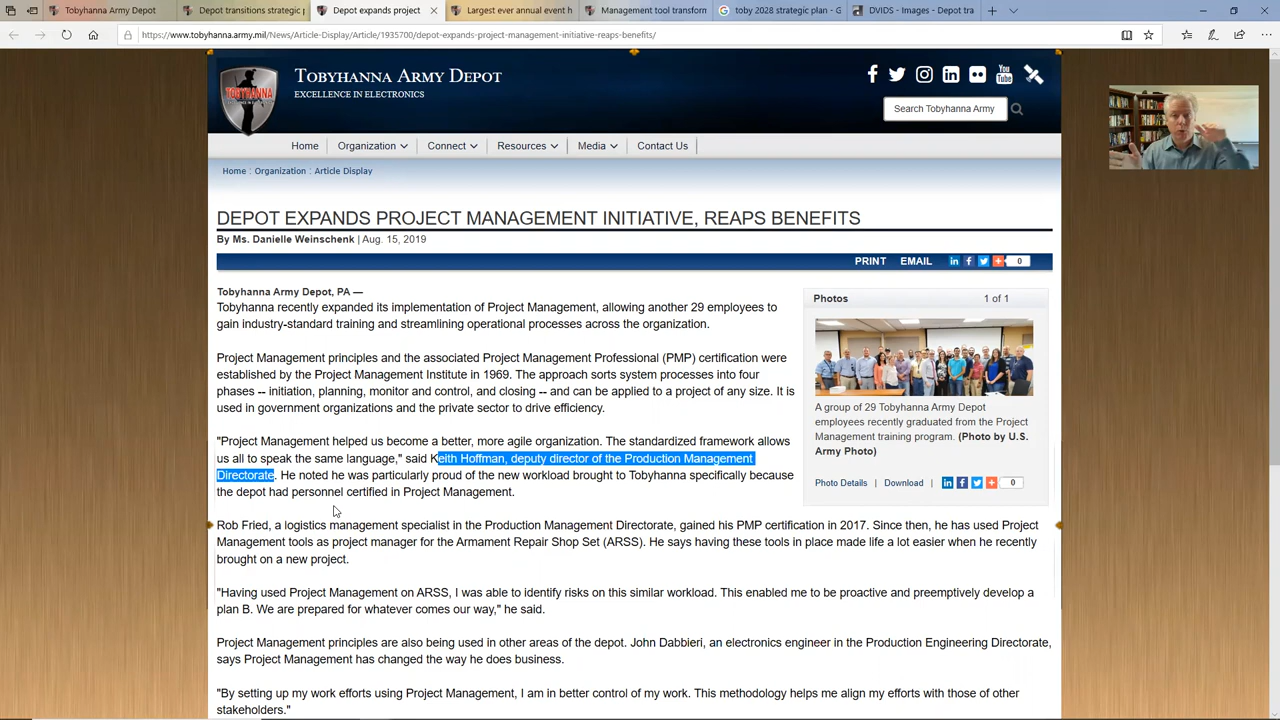 Tobyhanna Army Depot
Depot transitions strategic p
Depot expands project
Largest ever annual event h
Management tool transform
toby 2028 strategic plan - G
DVIDS - Images - Depot tra
https://www.tobyhanna.army.mil/News/Article-Display/Article/1935700/depot-expands-project-management-initiative-reaps-benefits/
TOBYHANNA
TOBYHANNA ARMY DEPOT
EXCELLENCE IN ELECTRONICS
You
Tube
Search Tobyhanna Army
Home Organization Connect Resources Media Contact Us
Home : Organization : Article Display
DEPOT EXPANDS PROJECT MANAGEMENT INITIATIVE, REAPS BENEFITS
By Ms. Danielle Weinschenk | Aug. 15, 2019
PRINT EMAIL in f 0
Tobyhanna Army Depot, PA —
Tobyhanna recently expanded its implementation of Project Management, allowing another 29 employees to
gain industry-standard training and streamlining operational processes across the organization.
Project Management principles and the associated Project Management Professional (PMP) certification were
established by the Project Management Institute in 1969. The approach sorts system processes into four
phases -- initiation, planning, monitor and control, and closing -- and can be applied to a project of any size. It is
used in government organizations and the private sector to drive efficiency.
"Project Management helped us become a better, more agile organization. The standardized framework allows
us all to speak the same language," said Keith Hoffman, deputy director of the Production Management
Directorate. He noted he was particularly proud of the new workload brought to Tobyhanna specifically because
the depot had personnel certified in Project Management.
Photos 1 of 1
A group of 29 Tobyhanna Army Depot
employees recently graduated from the Project
Management training program. (Photo by U.S.
Army Photo)
Photo Details | Download | in f 0
Rob Fried, a logistics management specialist in the Production Management Directorate, gained his PMP certification in 2017. Since then, he has used Project
Management tools as project manager for the Armament Repair Shop Set (ARSS). He says having these tools in place made life a lot easier when he recently
brought on a new project.
"Having used Project Management on ARSS, I was able to identify risks on this similar workload. This enabled me to be proactive and preemptively develop a
plan B. We are prepared for whatever comes our way," he said.
Project Management principles are also being used in other areas of the depot. John Dabbieri, an electronics engineer in the Production Engineering Directorate,
says Project Management has changed the way he does business.
"By setting up my work efforts using Project Management, I am in better control of my work. This methodology helps me align my efforts with those of other
stakeholders."